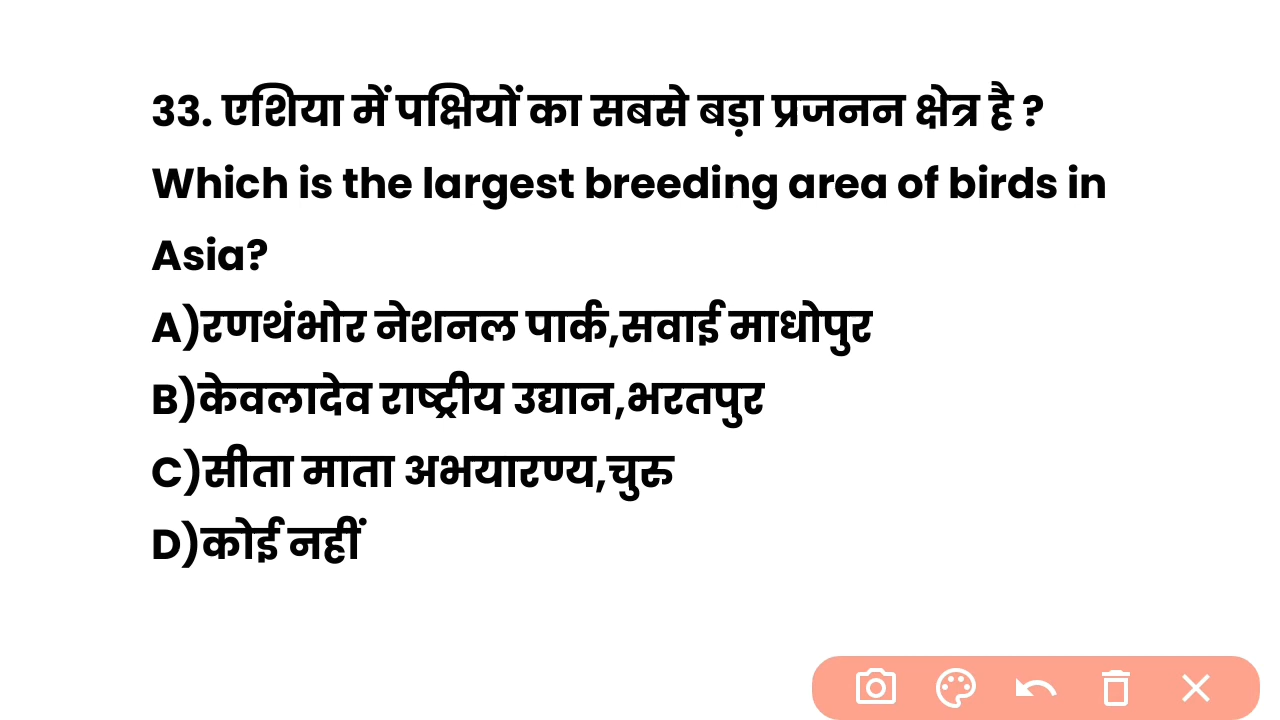 33. एशिया में पक्षियों का सबसे बड़ा प्रजनन क्षेत्र है ?
Which is the largest breeding area of birds in
Asia?
A)रणथंभोर नेशनल पार्क,सवाई माधोपुर
B)केवलादेव राष्ट्रीय उद्यान,भरतपुर
C)सीता माता अभयारण्य,चुरु
D)कोई नहीं